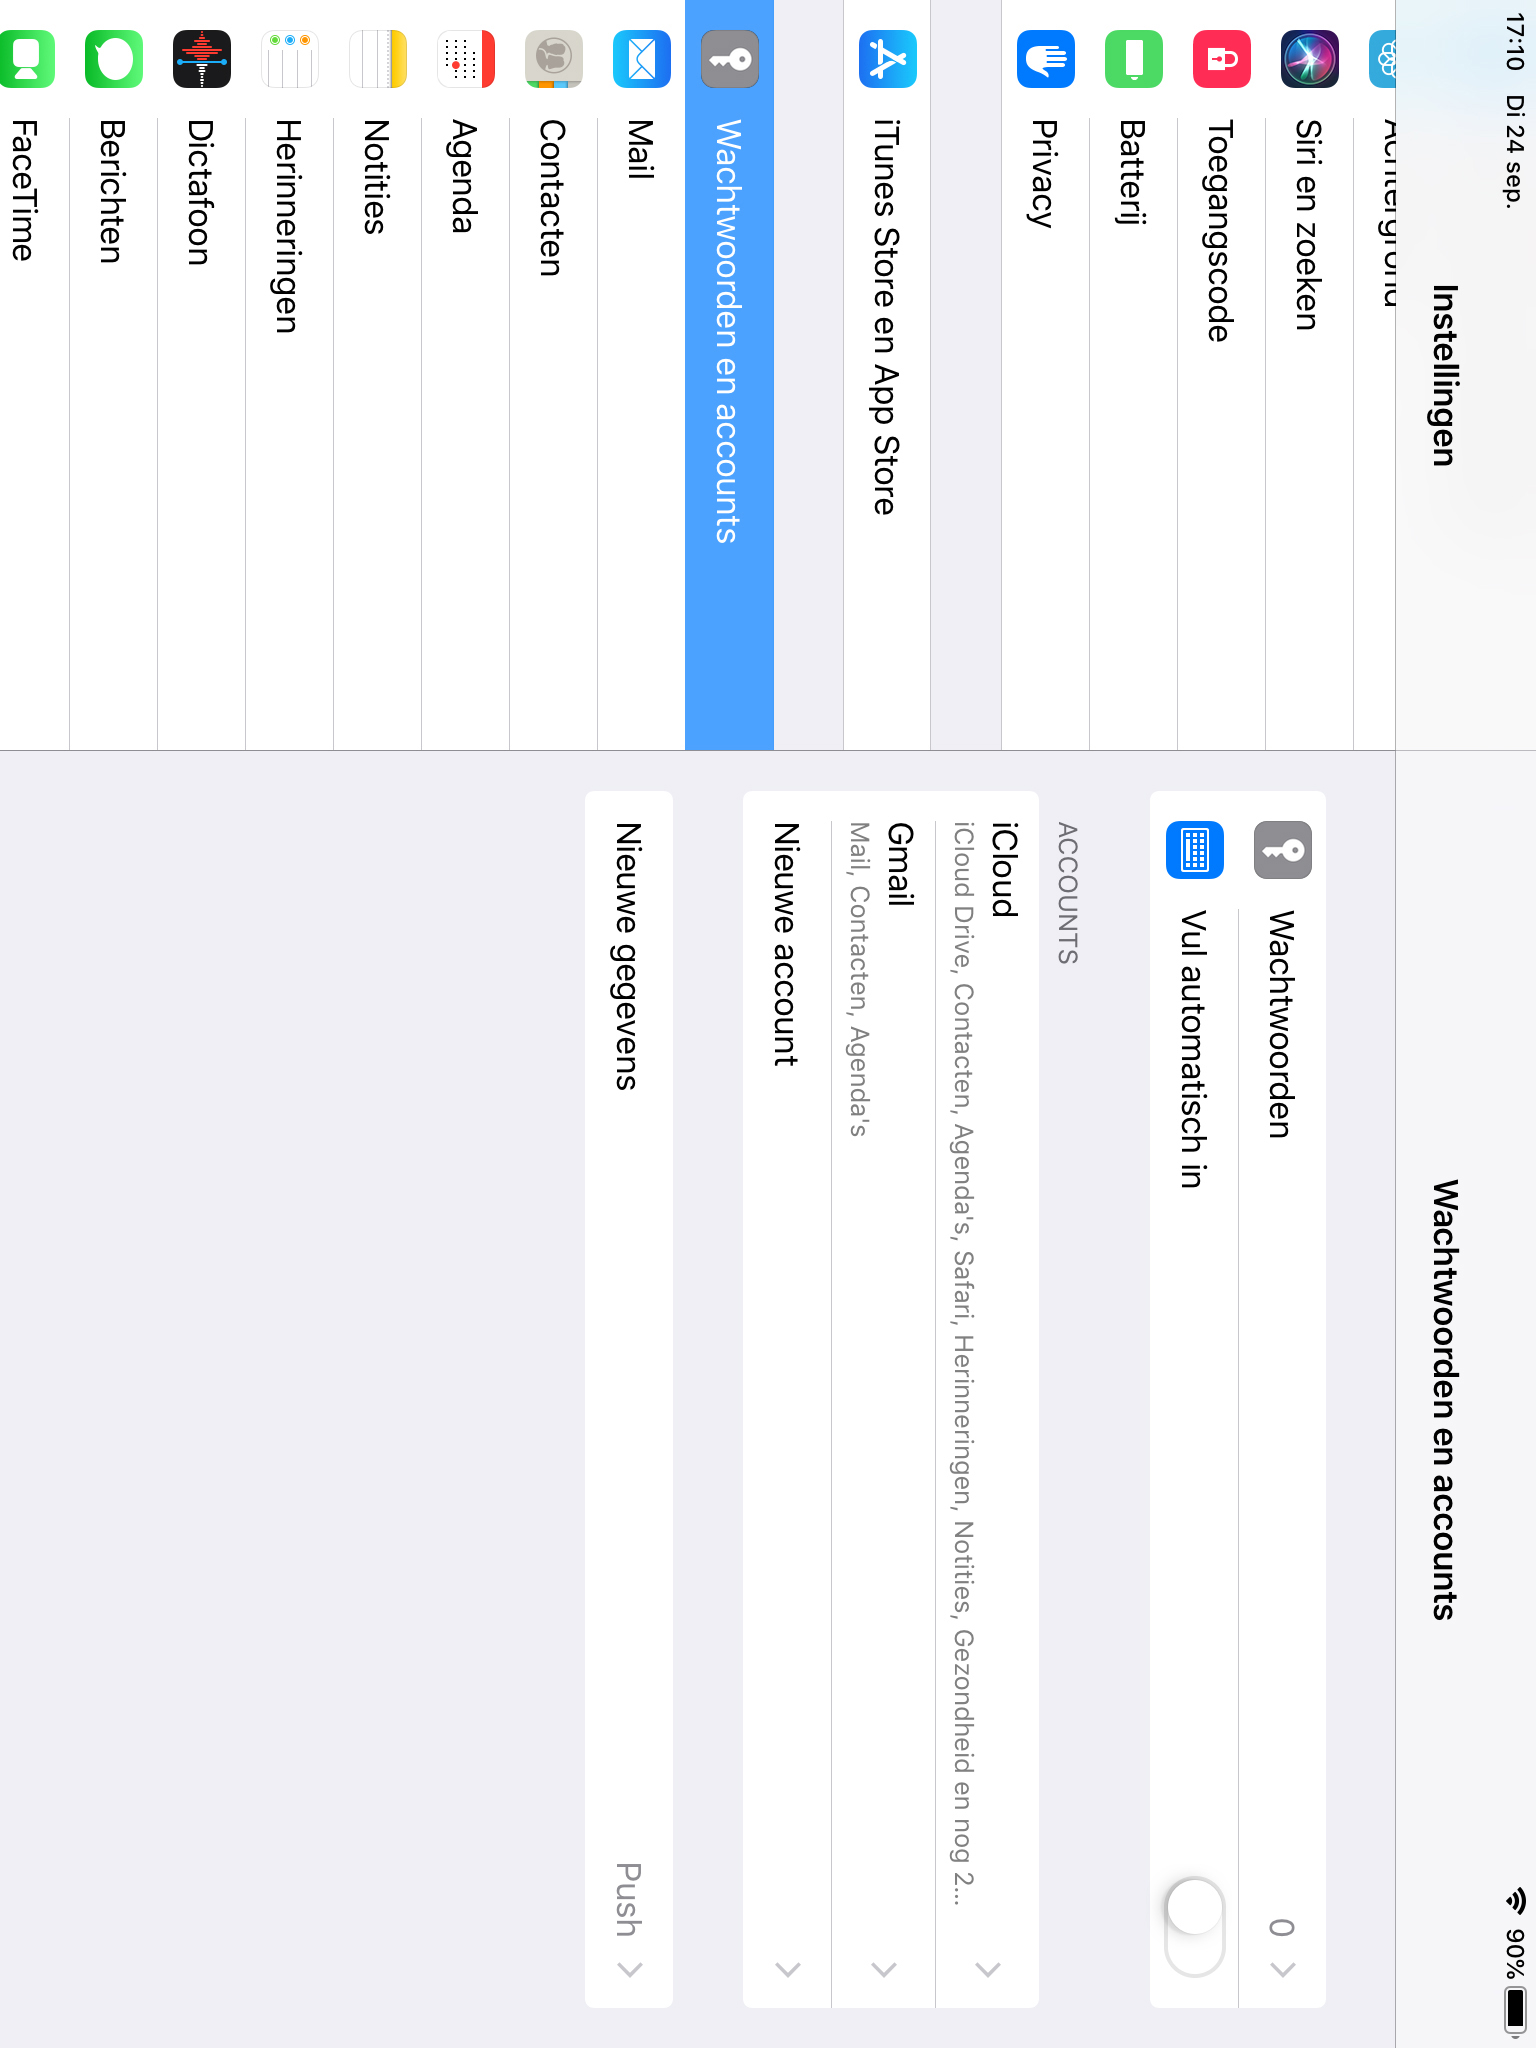 17:10 Di 24 sep.
90%
Instellingen
Achtergrond
Siri en zoeken
Toegangscode
Batterij
Privacy
iTunes Store en App Store
Wachtwoorden en accounts
Mail
Contacten
Agenda
Notities
Herinneringen
Dictafoon
Berichten
FaceTime
Wachtwoorden en accounts
Wachtwoorden 0
Vul automatisch in
ACCOUNTS
iCloud
iCloud Drive, Contacten, Agenda's, Safari, Herinneringen, Notities, Gezondheid en nog 2...
Gmail
Mail, Contacten, Agenda's
Nieuwe account
Nieuwe gegevens Push